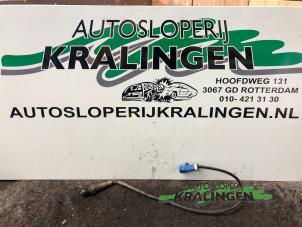 AUTOSLOPERIJ
KRALINGEN
HOOFDWEG 131
3067 GD ROTTERDAM
010- 421 31 30
AUTOSLOPERIJKRALINGEN.NL
AUTOSLOPERIJ
KRALINGEN